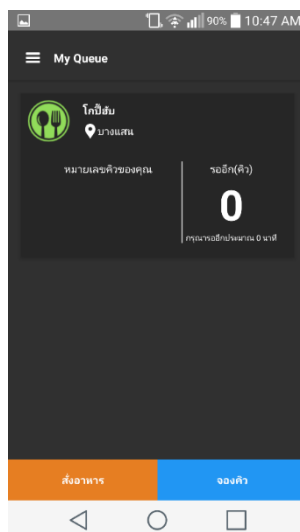 90% 10:47 AM
My Queue
โกปี๊ฮับ
บางแสน
หมายเลขคิวของคุณ
รออีก(คิว)
0
กรุณารออีกประมาณ 0 นาที
สั่งอาหาร
จองคิว